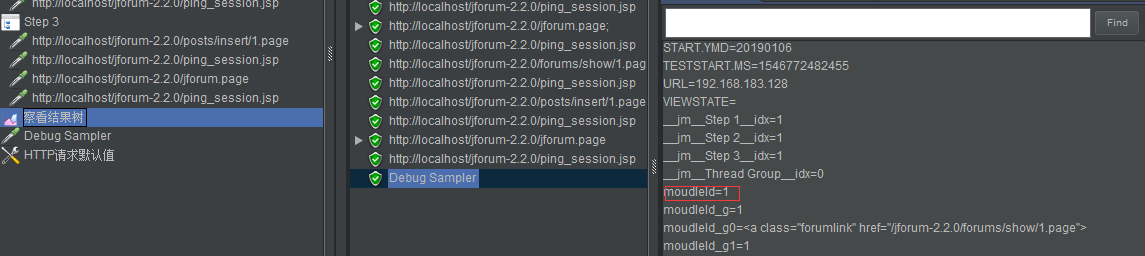 http://localhost/jforum-2.2.0/ping_session.jsp
Step 3
http://localhost/jforum-2.2.0/posts/insert/1.page
http://localhost/jforum-2.2.0/ping_session.jsp
http://localhost/jforum-2.2.0/jforum.page
http://localhost/jforum-2.2.0/ping_session.jsp
察看结果树
Debug Sampler
HTTP请求默认值
http://localhost/jforum-2.2.0/ping_session.jsp
http://localhost/jforum-2.2.0/jforum.page;
http://localhost/jforum-2.2.0/ping_session.jsp
http://localhost/jforum-2.2.0/forums/show/1.pag
http://localhost/jforum-2.2.0/ping_session.jsp
http://localhost/jforum-2.2.0/posts/insert/1.page
http://localhost/jforum-2.2.0/ping_session.jsp
http://localhost/jforum-2.2.0/jforum.page
http://localhost/jforum-2.2.0/ping_session.jsp
Debug Sampler
Find
START.YMD=20190106
TESTSTART.MS=1546772482455
URL=192.168.183.128
VIEWSTATE=
__jm__Step 1__idx=1
__jm__Step 2__idx=1
__jm__Step 3__idx=1
__jm__Thread Group__idx=0
moudleId=1
moudleId_g=1
moudleId_g0=<a class="forumlink" href="/jforum-2.2.0/forums/show/1.page">
moudleId_g1=1